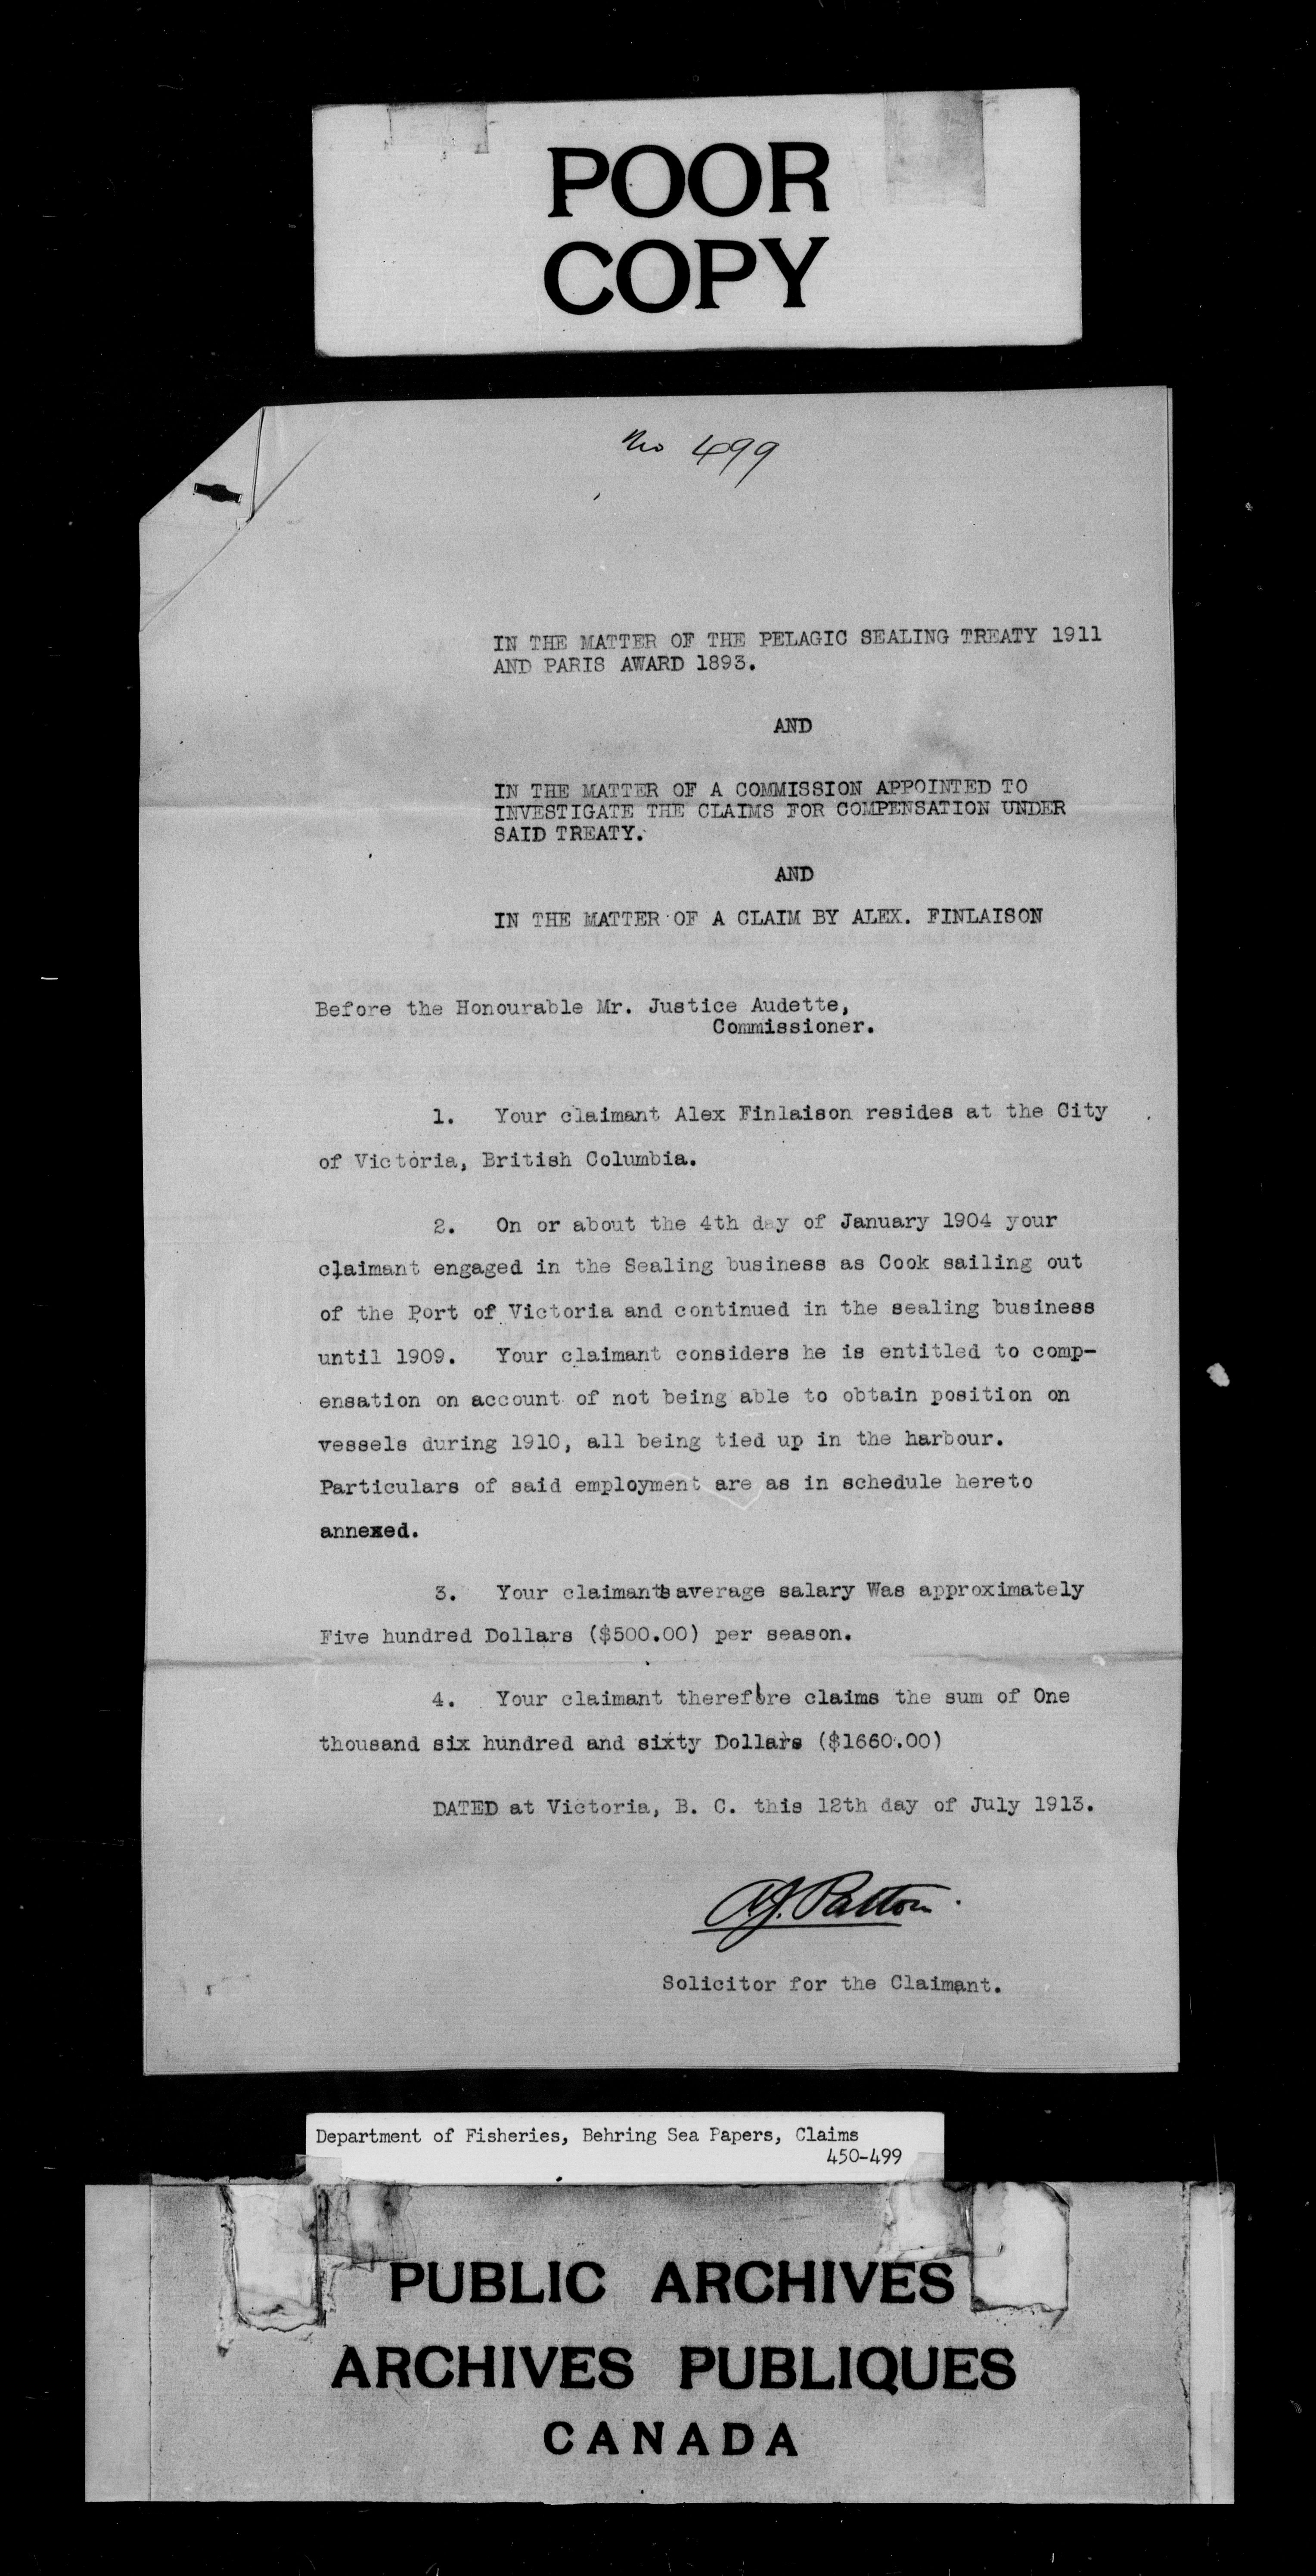 POOR
COPY
No 499
IN THE MATTER OF THE PELAGIC SEALING TREATY 1911
AND PARIS AWARD 1893.
AND
IN THE MATTER OF A COMMISSION APPOINTED TO
INVESTIGATE THE CLAIMS FOR COMPENSATION UNDER
SAID TREATY.
AND
IN THE MATTER OF A CLAIM BY ALEX. FINLAISON
Before the Honourable Mr. Justice Audette,
Commissioner.
1. Your claimant Alex Finlaison resides at the City
of Victoria, British Columbia.
2. On or about the 4th day of January 1904 your
claimant engaged in the Sealing business as Cook sailing out
of the Port of Victoria and continued in the sealing business
until 1909. Your claimant considers he is entitled to comp-
ensation on account of not being able to obtain position on
vessels during 1910, all being tied up in the harbour.
Particulars of said employment are as in schedule hereto
annexed.
3. Your claimants average salary Was approximately
Five hundred Dollars ($500.00) per season.
4. Your claimant therefore claims the sum of One
thousand six hundred and sixty Dollars ($1660.00)
DATED at Victoria, B. C. this 12th day of July 1913.
A.J. Patton.
Solicitor for the Claimant.
Department of Fisheries, Behring Sea Papers, Claims
450-499
PUBLIC ARCHIVES
ARCHIVES PUBLIQUES
CANADA